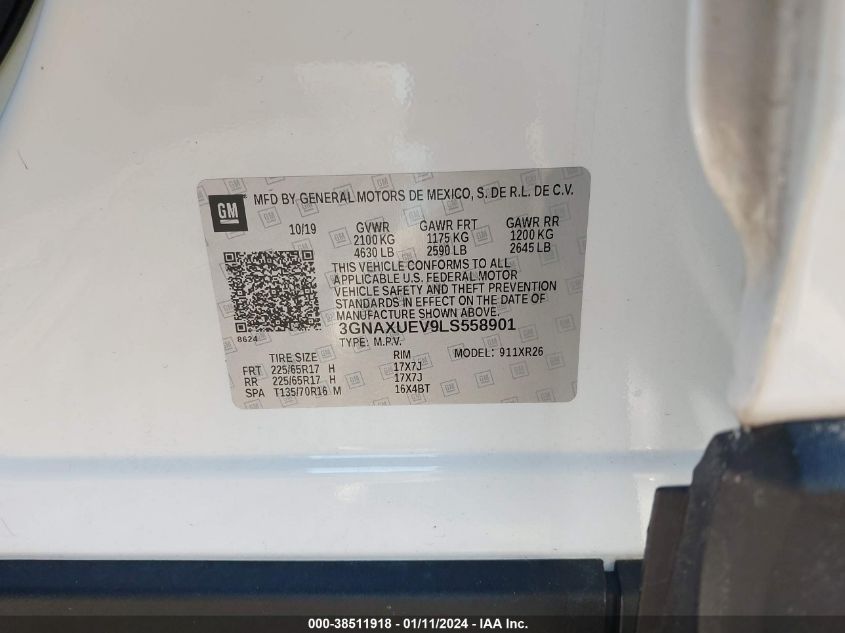 GM MFD BY GENERAL MOTORS DE MEXICO, S. DE R.L. DE C.V.
10/19 GVWR GAWR FRT GAWR RR
2100 KG 1175 KG 1200 KG
4630 LB 2590 LB 2645 LB
THIS VEHICLE CONFORMS TO ALL
APPLICABLE U.S. FEDERAL MOTOR
VEHICLE SAFETY AND THEFT PREVENTION
STANDARDS IN EFFECT ON THE DATE OF
MANUFACTURE SHOWN ABOVE.
8624 3GNAXUEV9LS558901
TYPE: M.P.V. MODEL: 911XR26
TIRE SIZE RIM
FRT 225/65R17 H 17X7J
RR 225/65R17 H 17X7J
SPA T135/70R16 M 16X4BT
000-38511918 - 01/11/2024 - IAAI Inc.